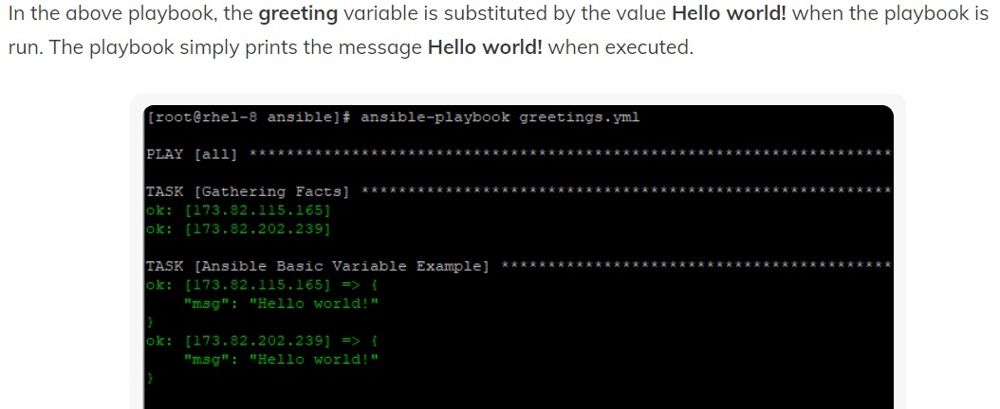 In the above playbook, the greeting variable is substituted by the value Hello world! when the playbook is
run. The playbook simply prints the message Hello world! when executed.
[root@rhel-8 ansible]# ansible-playbook greetings.yml
PLAY [all] *********************************************************************
TASK [Gathering Facts] *********************************************************
ok: [173.82.115.165]
ok: [173.82.202.239]
TASK [Ansible Basic Variable Example] ******************************************
ok: [173.82.115.165] => {
    "msg": "Hello world!"
}
ok: [173.82.202.239] => {
    "msg": "Hello world!"
}